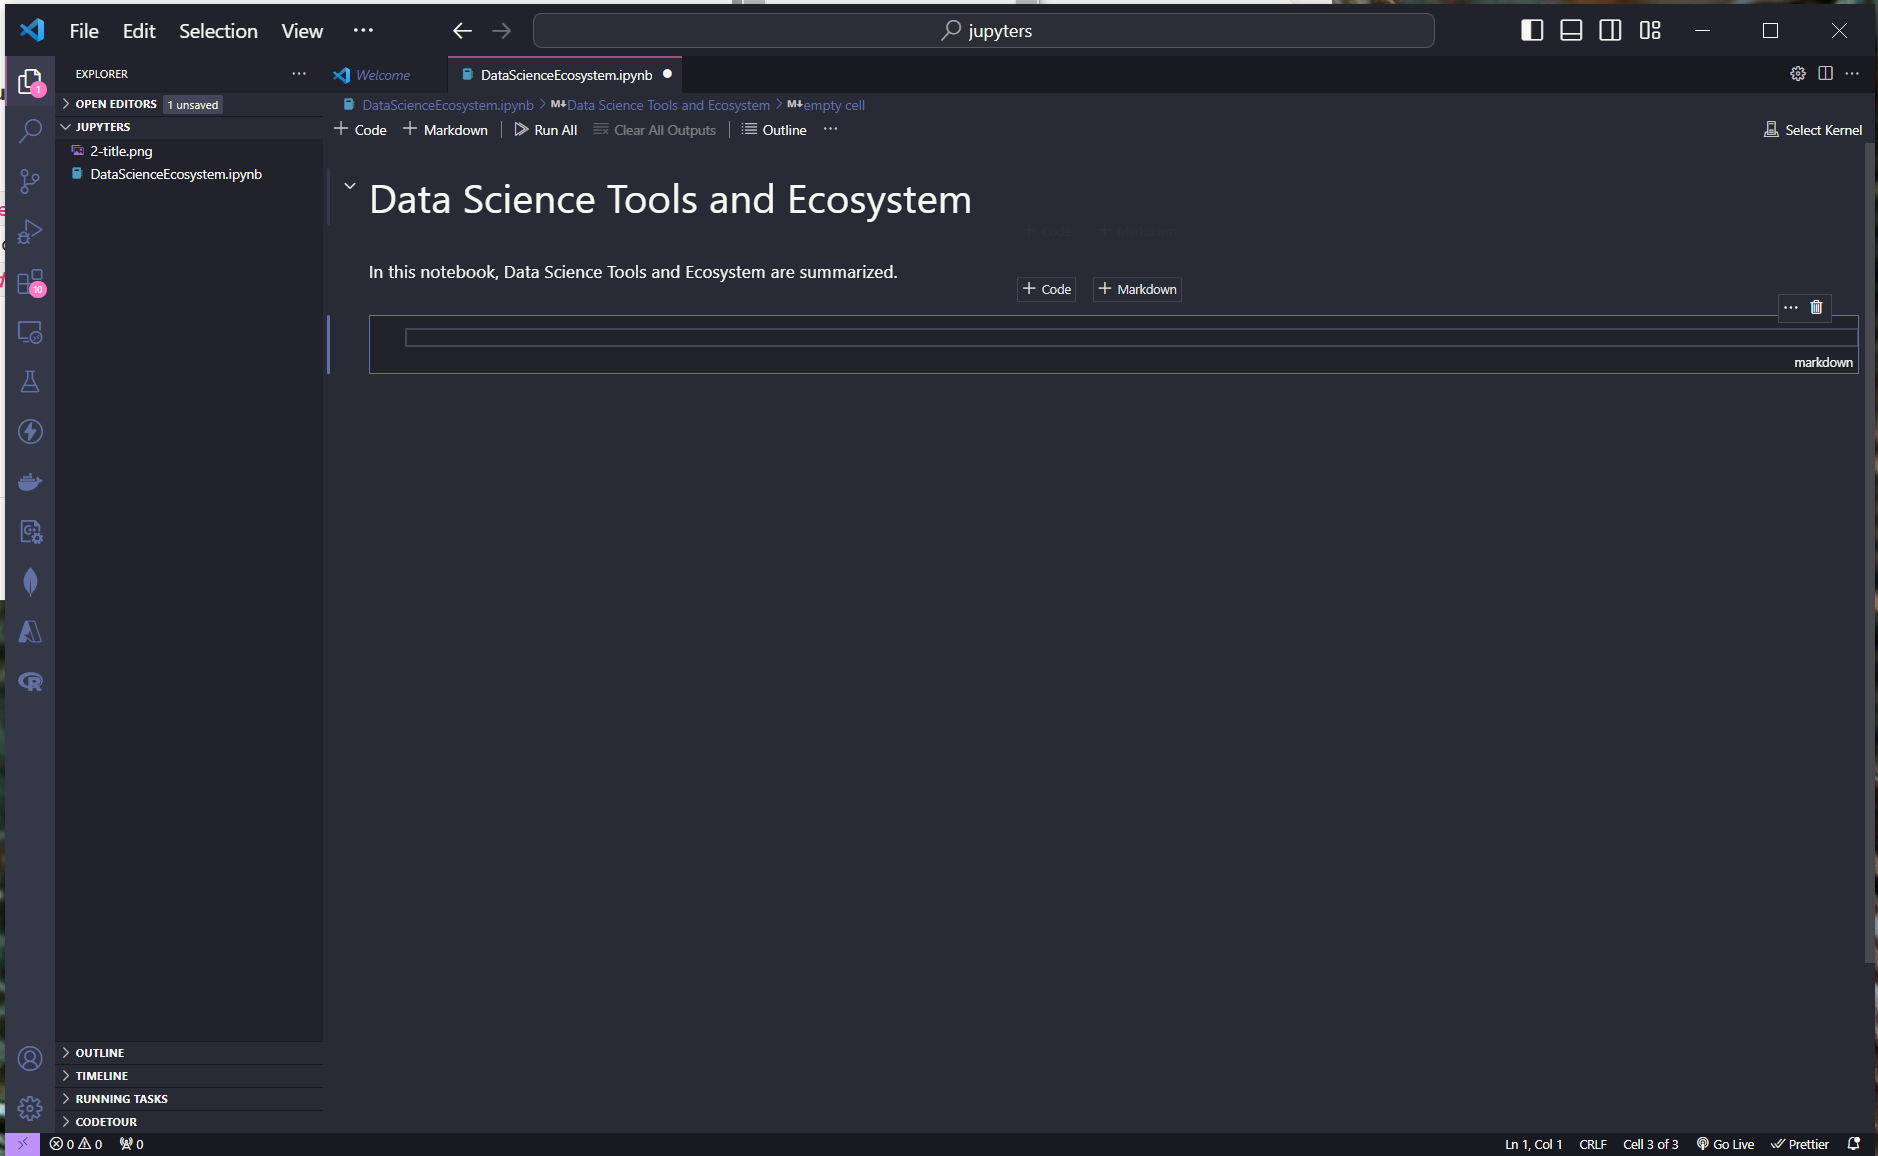 File Edit Selection View ···
jupyters
EXPLORER ···
Welcome
DataScienceEcosystem.ipynb
···
OPEN EDITORS 1 unsaved
DataScienceEcosystem.ipynb > M↓Data Science Tools and Ecosystem > M↓empty cell
JUPYTERS
+ Code + Markdown Run All Clear All Outputs Outline ···
Select Kernel
2-title.png
DataScienceEcosystem.ipynb
Data Science Tools and Ecosystem
+ Code + Markdown
In this notebook, Data Science Tools and Ecosystem are summarized.
+ Code + Markdown
···
markdown
1
10
OUTLINE
TIMELINE
RUNNING TASKS
CODETOUR
0 0 0
Ln 1, Col 1 CRLF Cell 3 of 3 Go Live Prettier